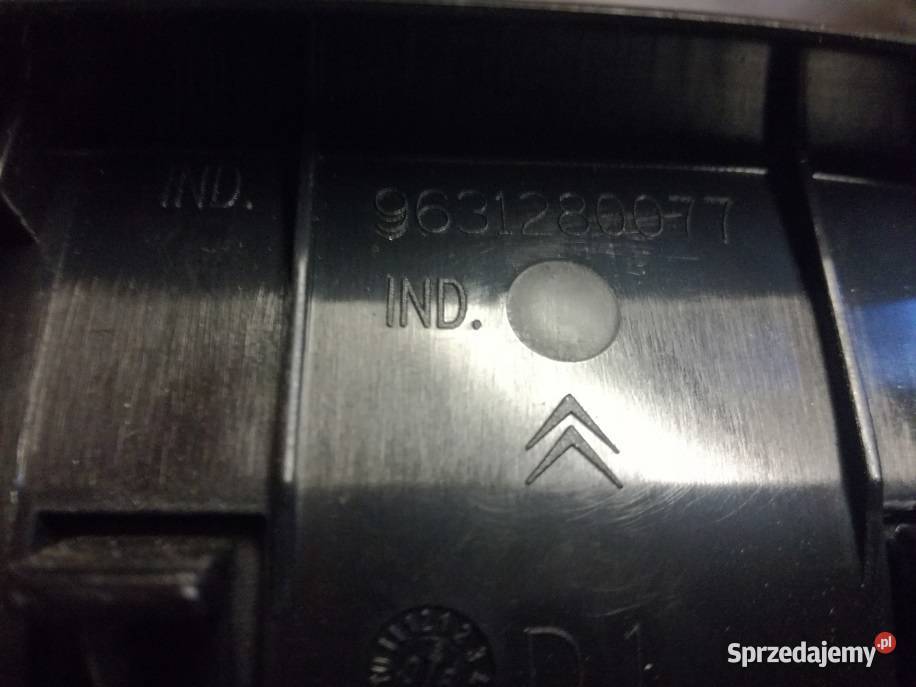 IND.
9631280077
IND.
D1
Sprzedajemy.pl